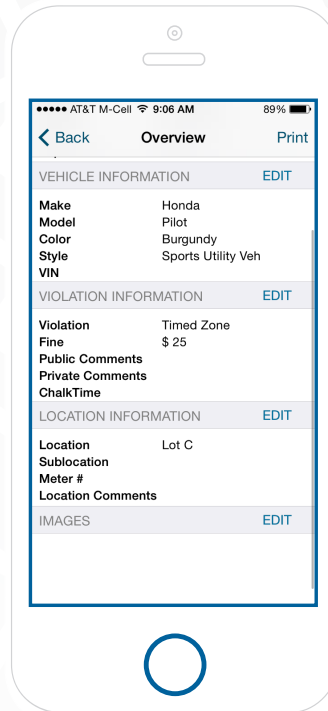 AT&T M-Cell 9:06 AM 89%
Back Overview Print
VEHICLE INFORMATION EDIT
Make Honda
Model Pilot
Color Burgundy
Style Sports Utility Veh
VIN
VIOLATION INFORMATION EDIT
Violation Timed Zone
Fine $ 25
Public Comments
Private Comments
ChalkTime
LOCATION INFORMATION EDIT
Location Lot C
Sublocation
Meter #
Location Comments
IMAGES EDIT